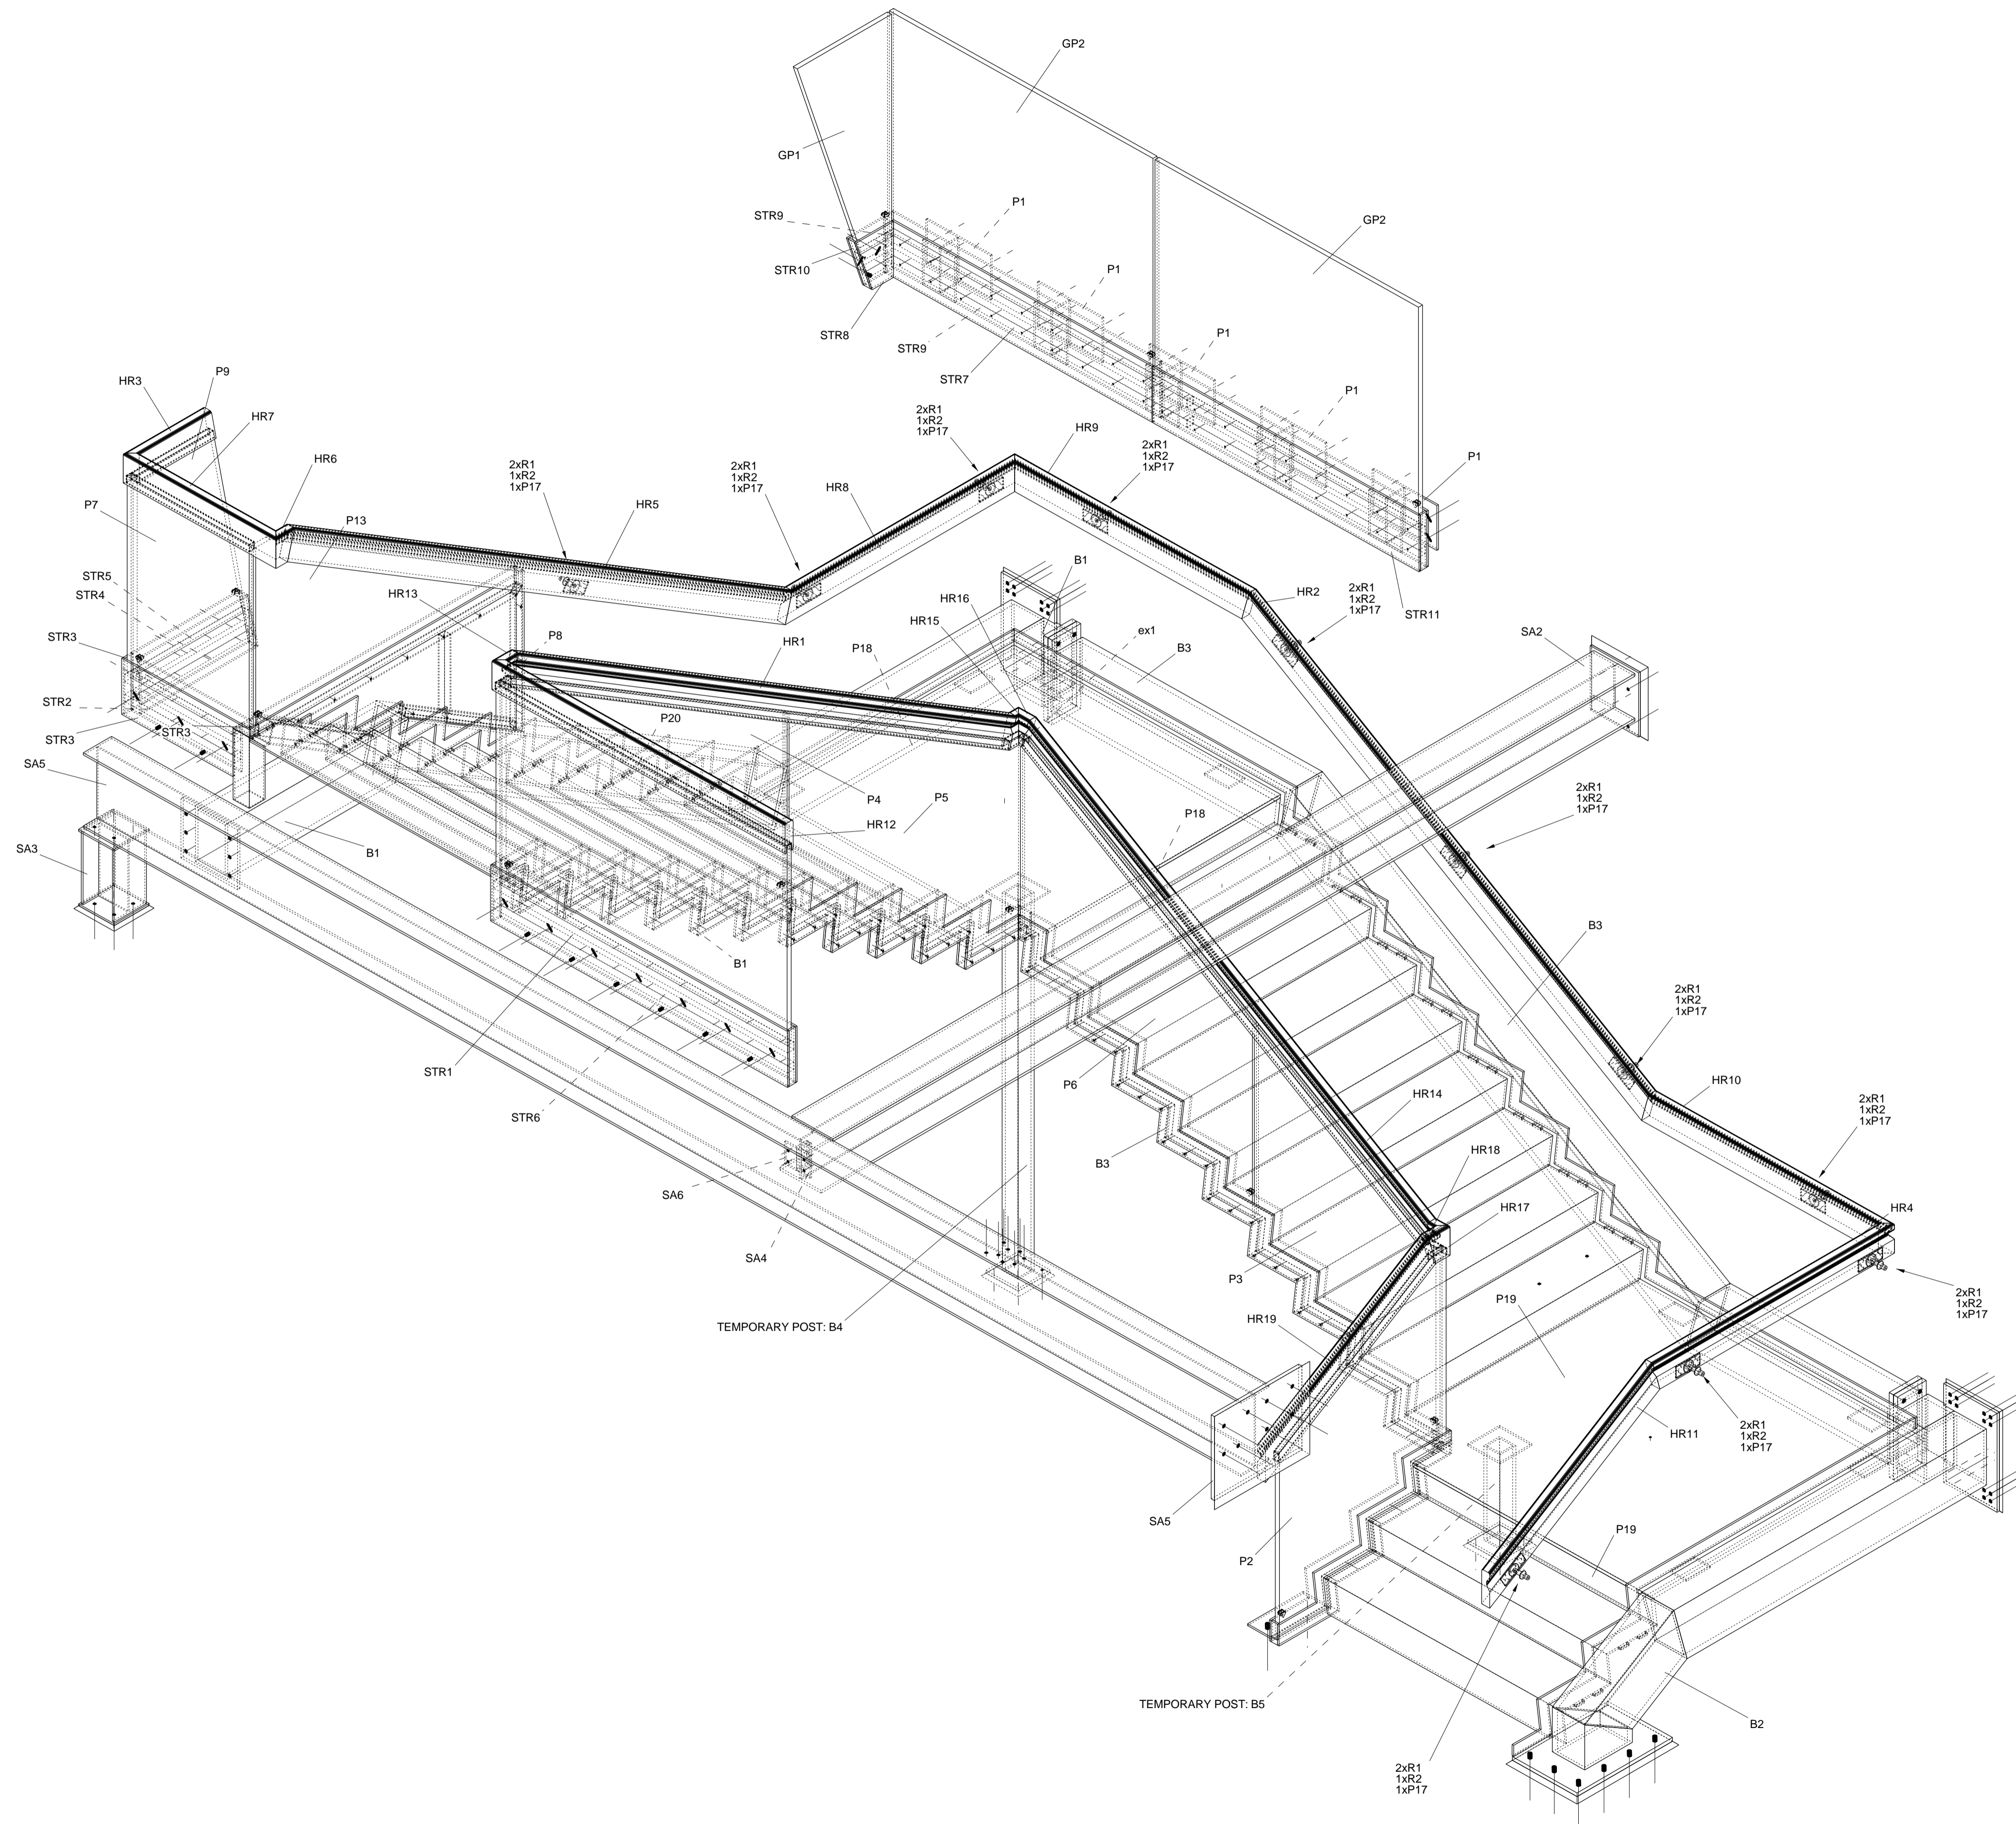 GP2
GP1
GP2
P1
STR9
STR10
P1
STR8
P1
STR9
STR7
P1
P1
STR11
P9
HR3
HR7
HR6
2xR1
1xR2
1xP17
2xR1
1xR2
1xP17
2xR1
1xR2
1xP17
HR9
2xR1
1xR2
1xP17
HR8
P7
P13
HR5
STR5
STR4
HR13
B1
HR16
HR2
2xR1
1xR2
1xP17
HR15
STR3
P8
HR1
P18
ex1
B3
SA2
STR2
STR3
STR3
P20
SA5
B1
P4
P5
HR12
P18
2xR1
1xR2
1xP17
SA3
B3
B1
2xR1
1xR2
1xP17
STR1
STR6
P6
HR10
HR14
2xR1
1xR2
1xP17
B3
HR18
SA6
HR17
HR4
SA4
P3
P19
2xR1
1xR2
1xP17
HR19
TEMPORARY POST: B4
2xR1
1xR2
1xP17
HR11
SA5
P2
P19
TEMPORARY POST: B5
B2
2xR1
1xR2
1xP17